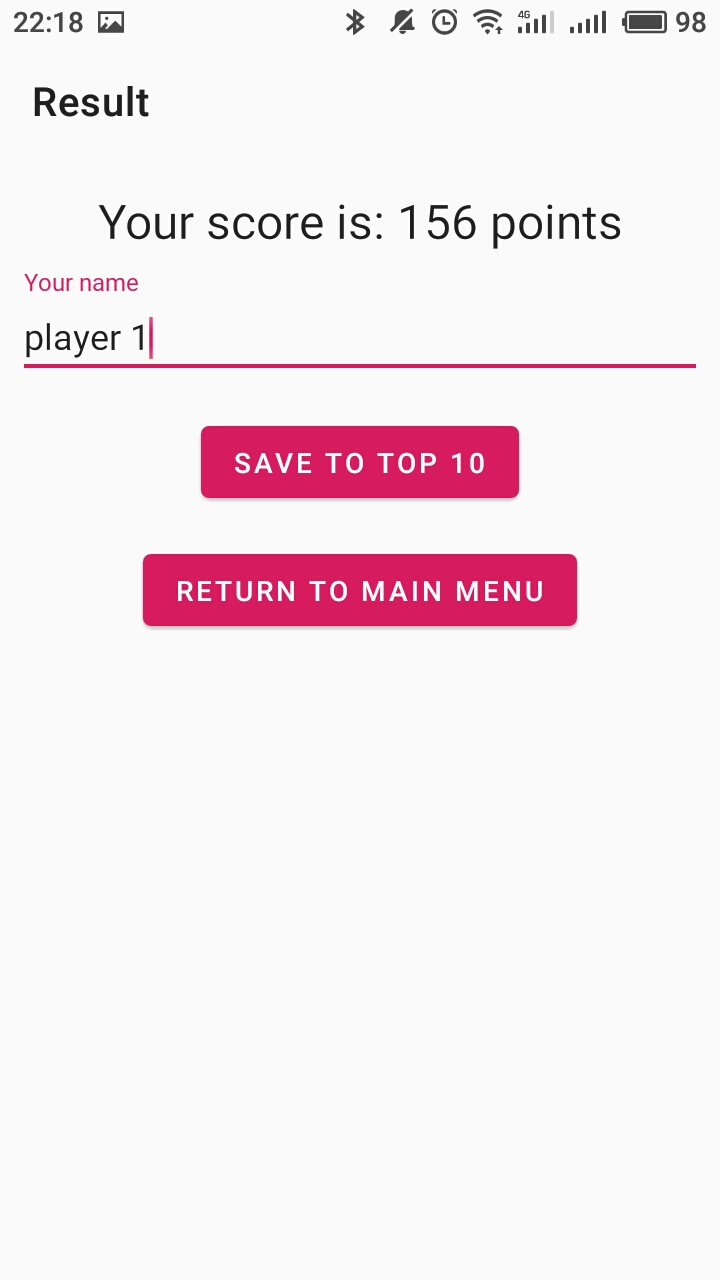 22:18 4G 98
Result
Your score is: 156 points
Your name
player 1
SAVE TO TOP 10
RETURN TO MAIN MENU